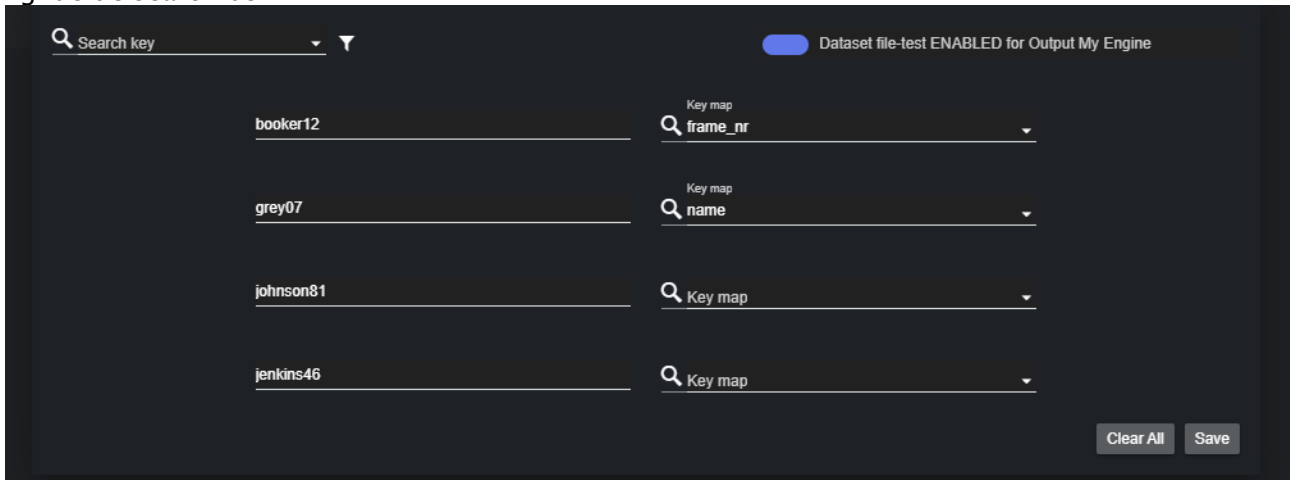 Search key
Dataset file-test ENABLED for Output My Engine
Key map
booker12
frame_nr
Key map
grey07
name
johnson81
Key map
jenkins46
Key map
Clear All
Save